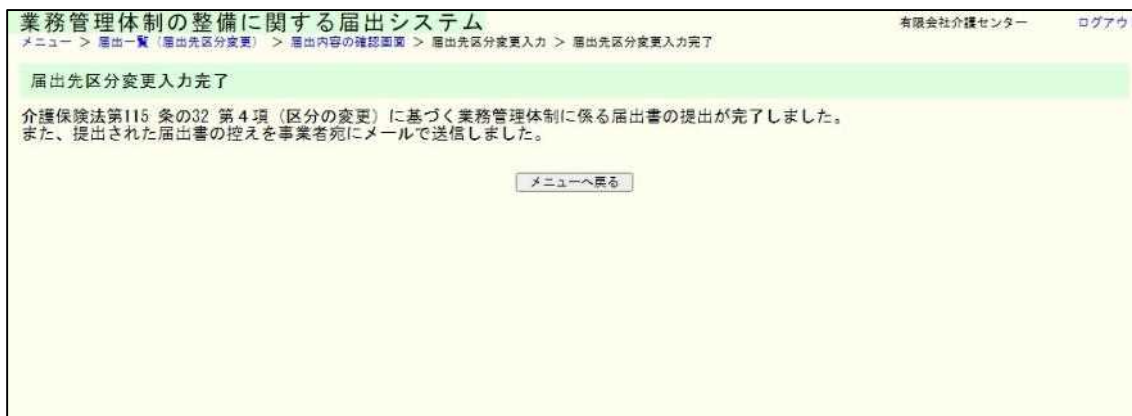 業務管理体制の整備に関する届出システム
有限会社介護センター ログアウ
メニュー > 届出一覧(届出先区分変更) > 届出内容の確認画面 > 届出先区分変更入力 > 届出先区分変更入力完了
届出先区分変更入力完了
介護保険法第115 条の32 第4項(区分の変更)に基づく業務管理体制に係る届出書の提出が完了しました。
また、提出された届出書の控えを事業者宛にメールで送信しました。
メニューへ戻る